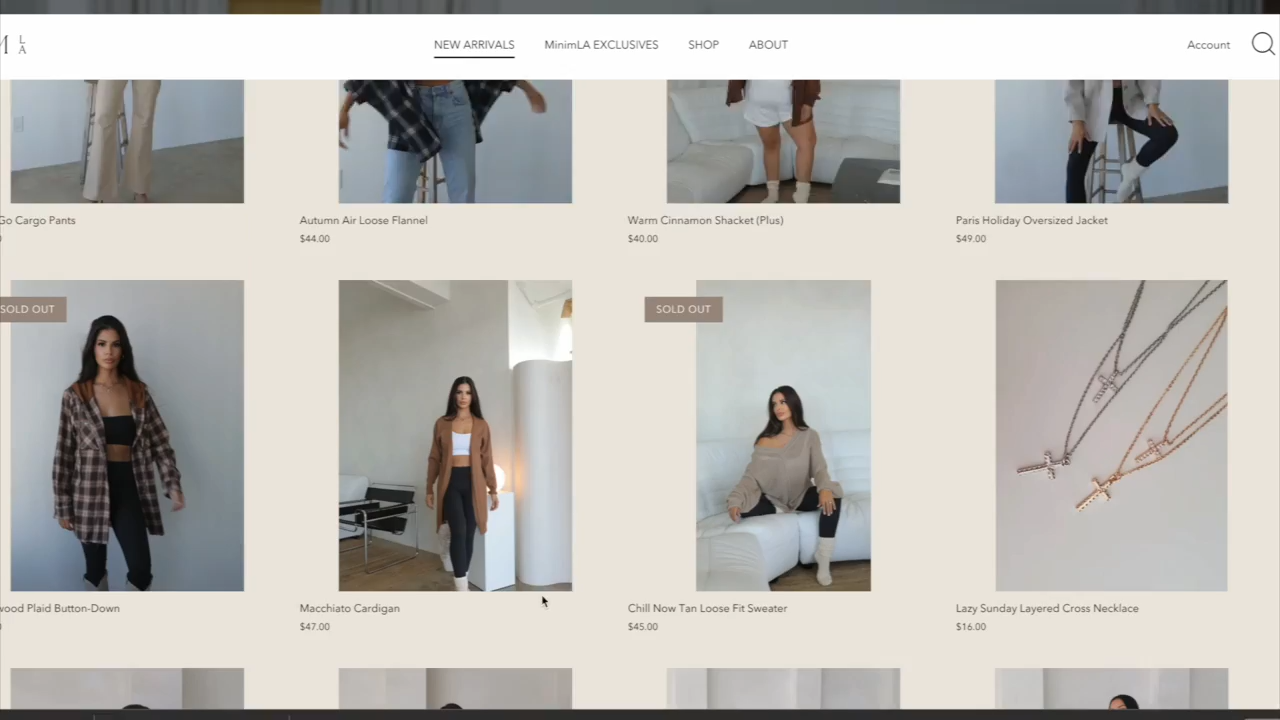 M LA
NEW ARRIVALS MinimLA EXCLUSIVES SHOP ABOUT Account
Go Cargo Pants Autumn Air Loose Flannel Warm Cinnamon Shacket (Plus) Paris Holiday Oversized Jacket
$44.00 $40.00 $49.00
SOLD OUT SOLD OUT
wood Plaid Button-Down Macchiato Cardigan Chill Now Tan Loose Fit Sweater Lazy Sunday Layered Cross Necklace
$47.00 $45.00 $16.00